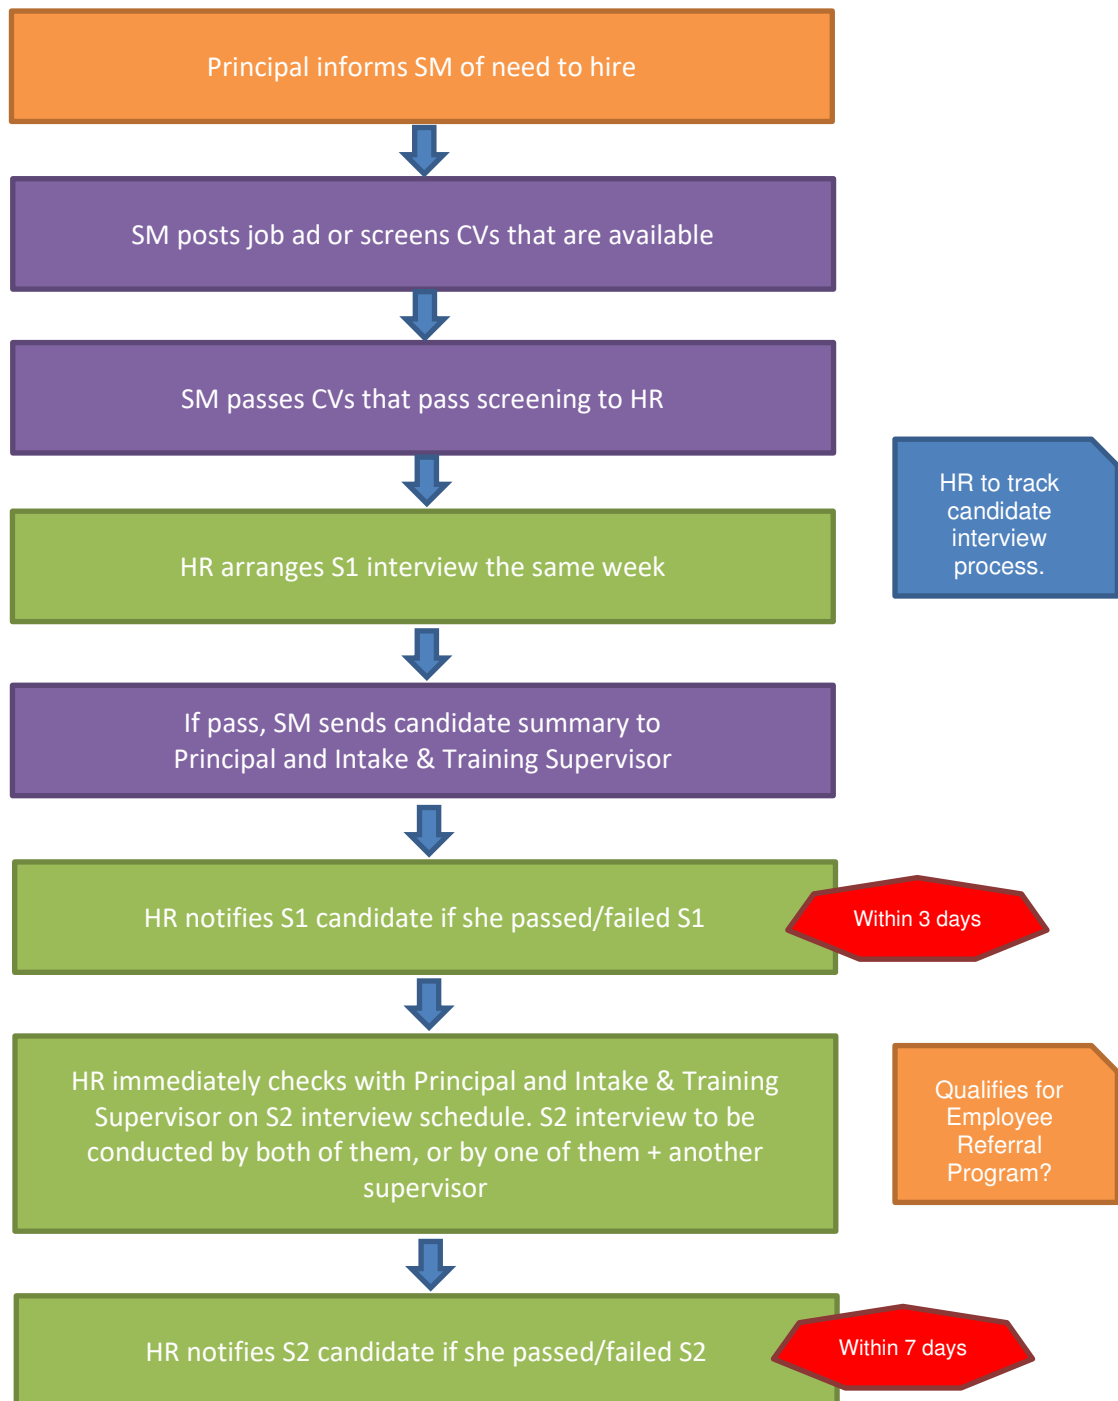 Principal informs SM of need to hire
SM posts job ad or screens CVs that are available
SM passes CVs that pass screening to HR
HR to track
candidate
interview
process.
HR arranges S1 interview the same week
If pass, SM sends candidate summary to
Principal and Intake & Training Supervisor
HR notifies S1 candidate if she passed/failed S1
Within 3 days
HR immediately checks with Principal and Intake & Training
Supervisor on S2 interview schedule. S2 interview to be
conducted by both of them, or by one of them + another
supervisor
Qualifies for
Employee
Referral
Program?
HR notifies S2 candidate if she passed/failed S2
Within 7 days